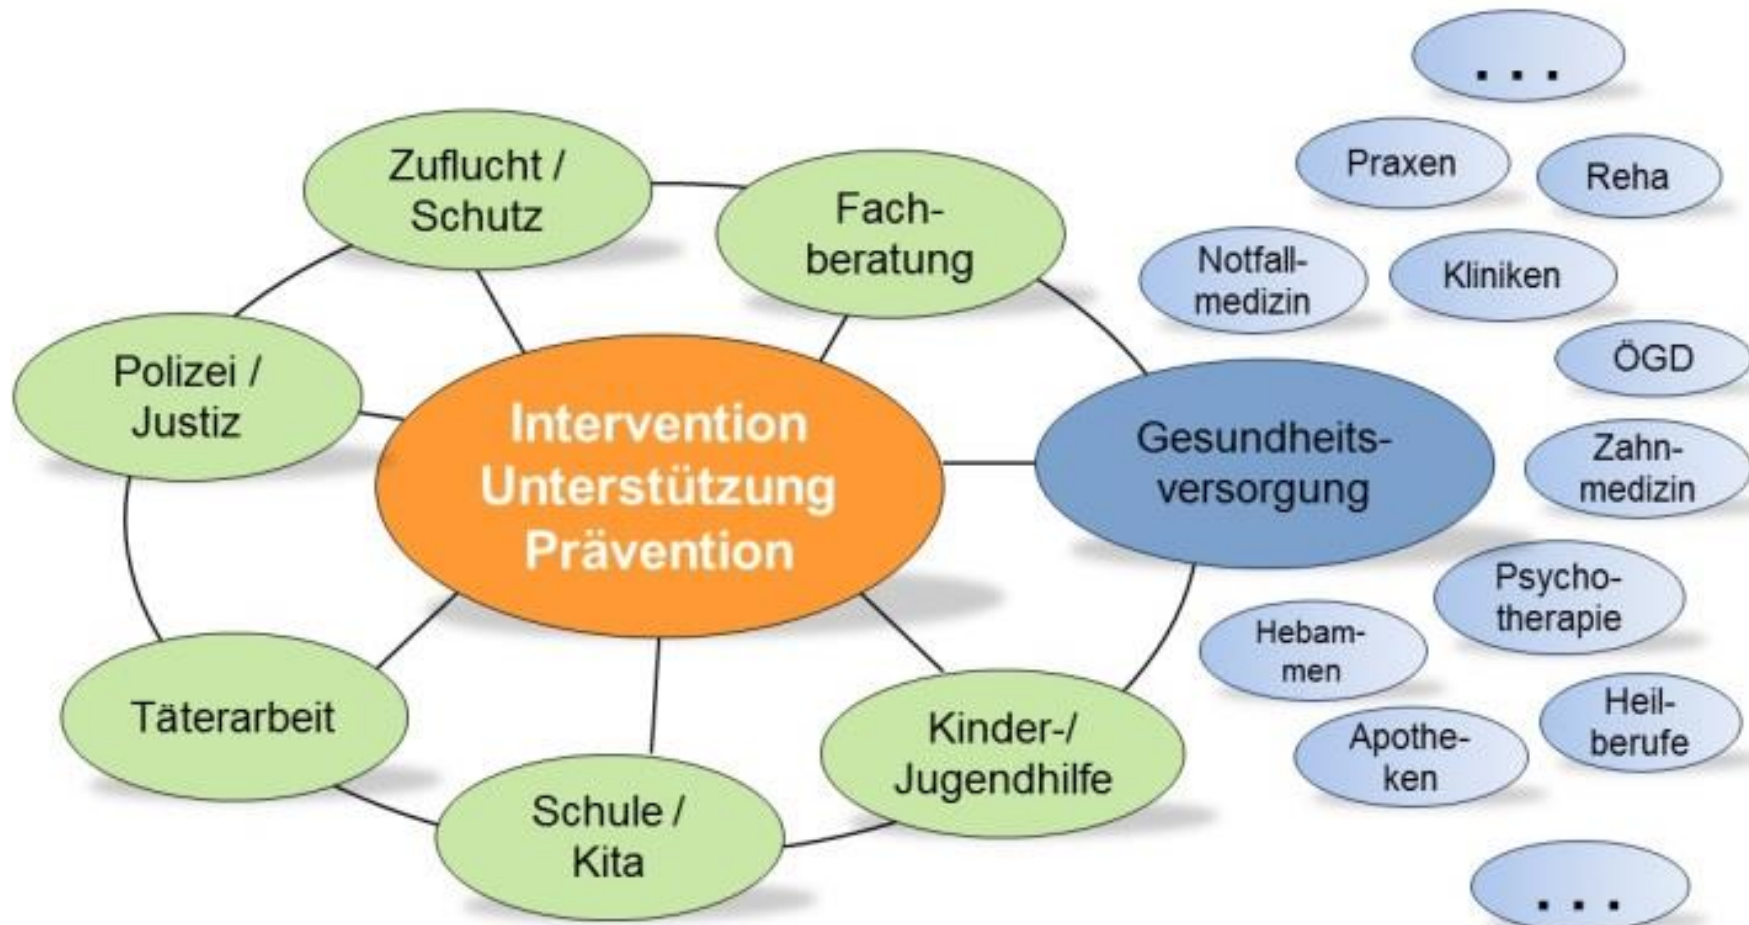 . . .
Praxen
Reha
Zuflucht /
Schutz
Fach-
beratung
Notfall-
medizin
Kliniken
ÖGD
Polizei /
Justiz
Intervention
Unterstützung
Prävention
Gesundheits-
versorgung
Zahn-
medizin
Psycho-
therapie
Hebam-
men
Täterarbeit
Kinder-/
Jugendhilfe
Heil-
berufe
Apothe-
ken
Schule /
Kita
. . .